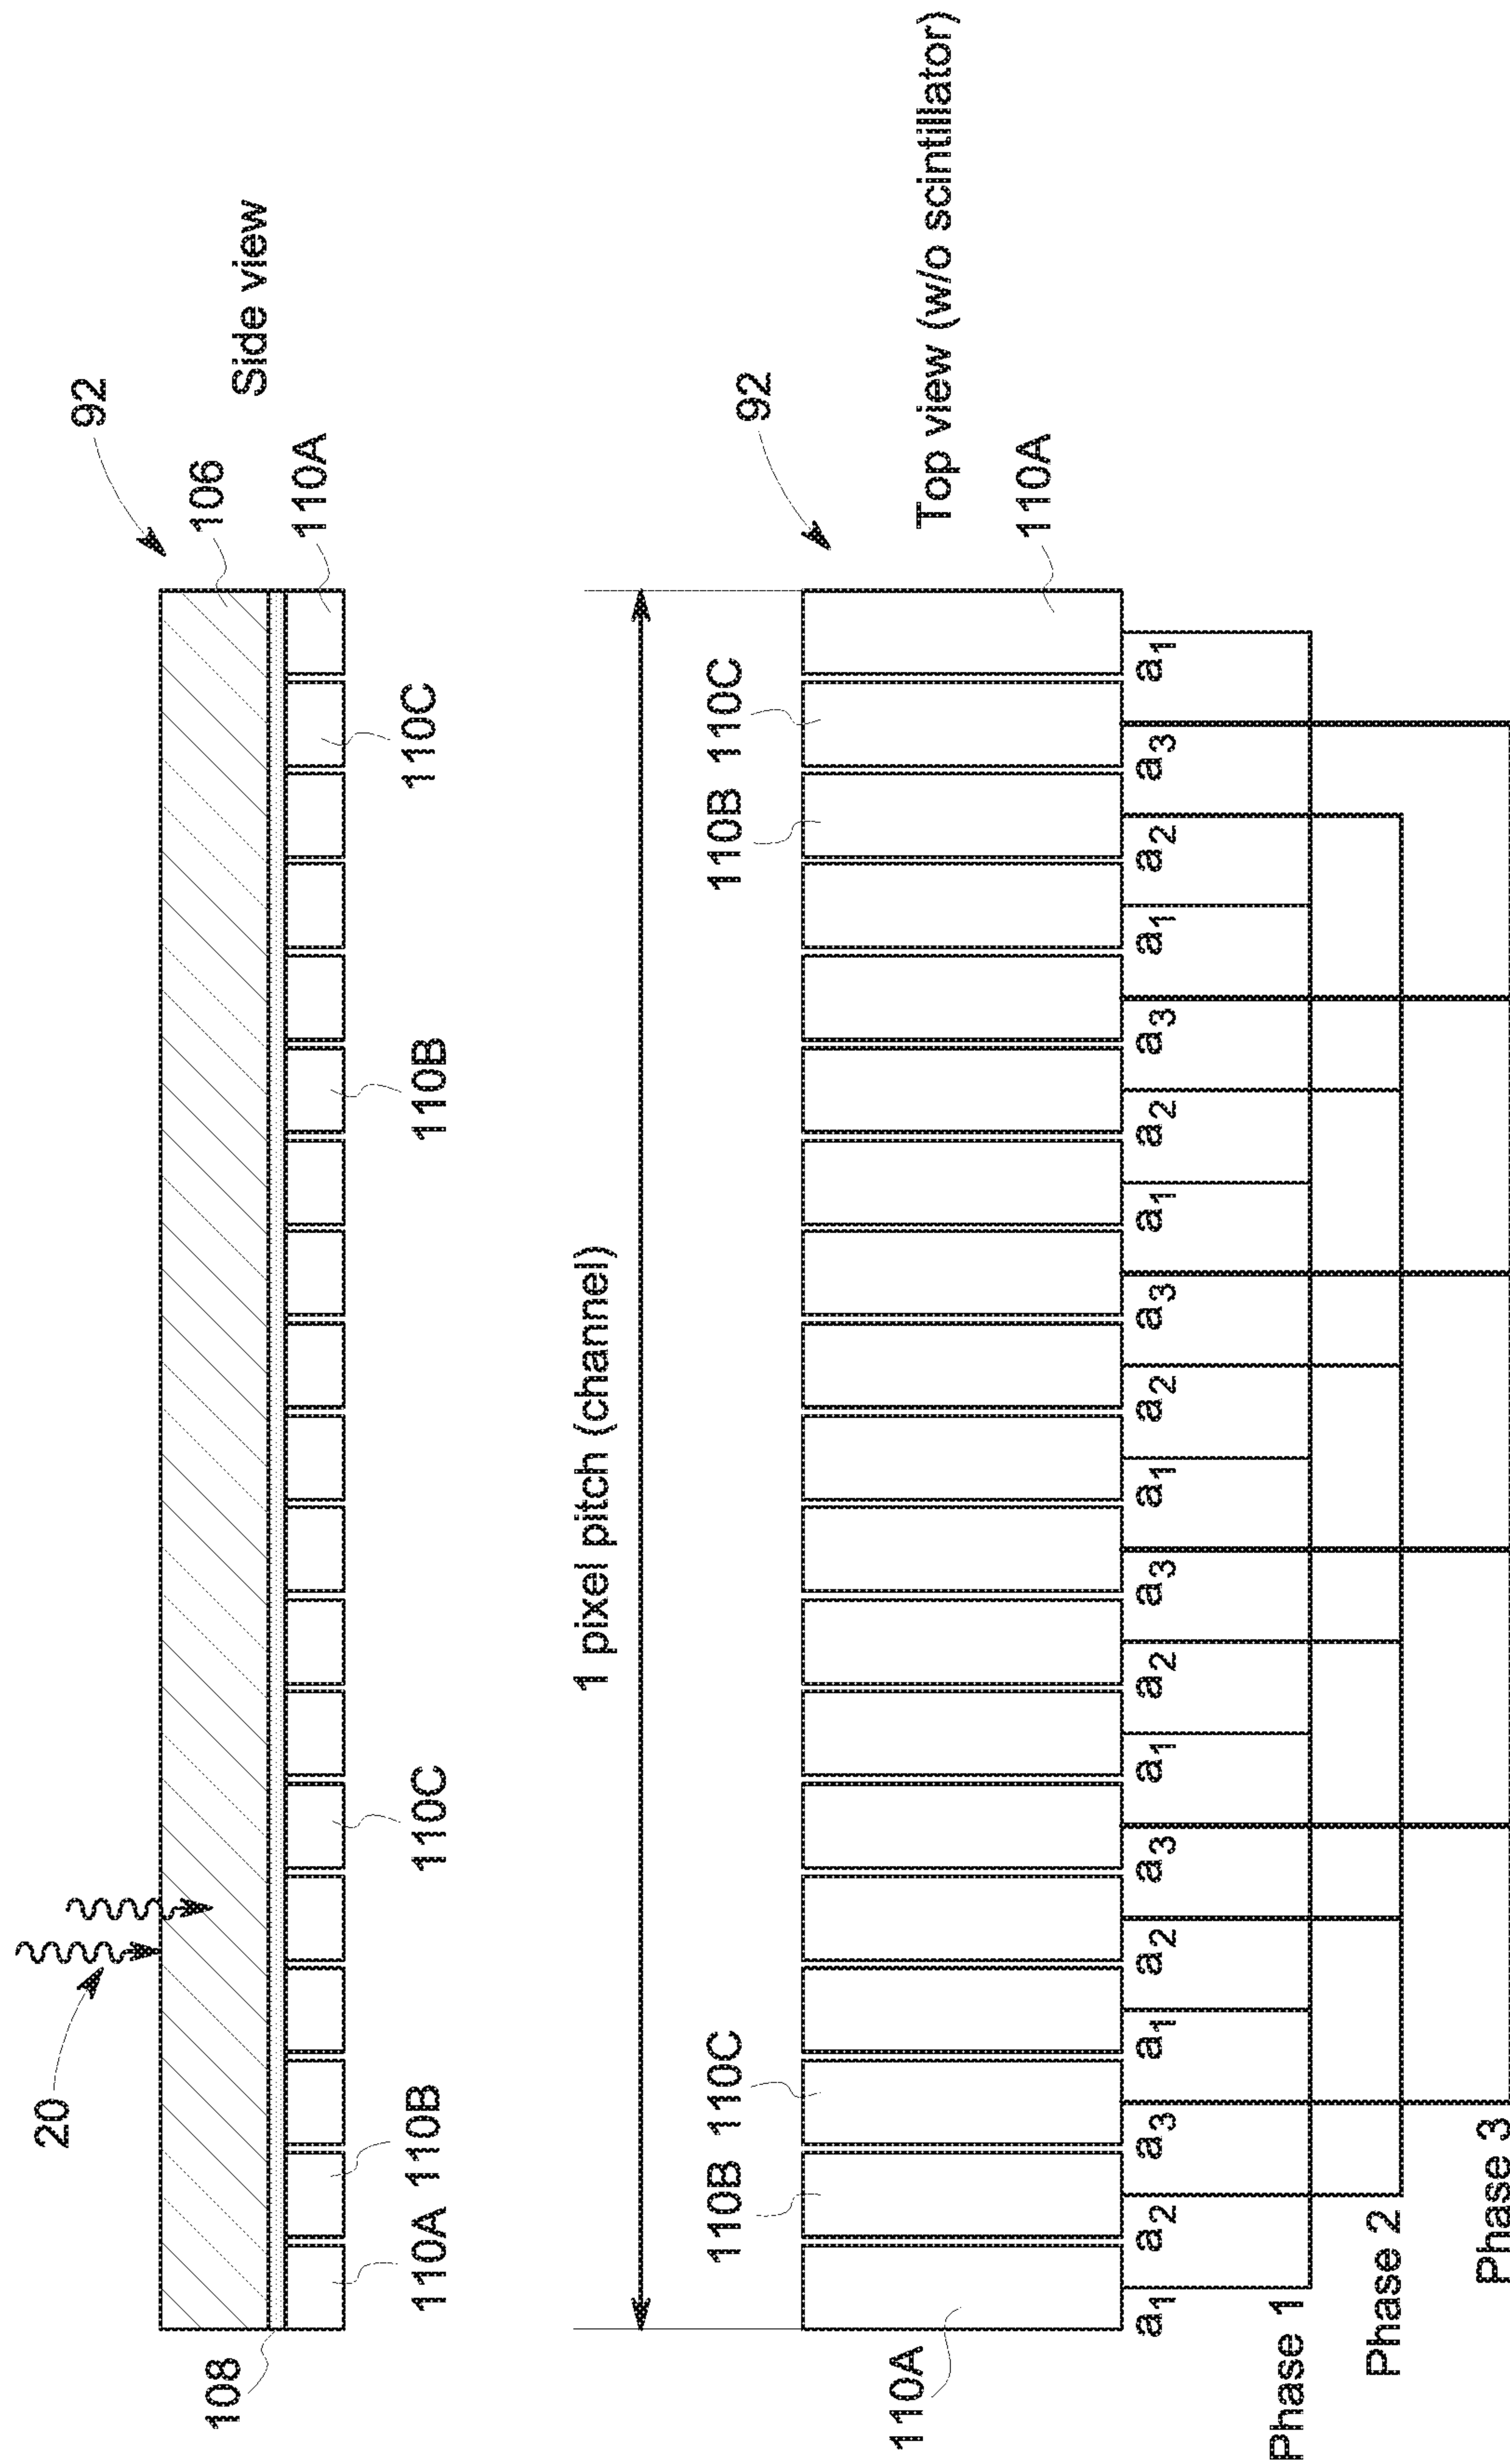 20
92
108
106
Side view
110A
110A 110B 110C 110B 110C
1 pixel pitch (channel)
110B 110C 110B 110C
92
110A
Top view (w/o scintillator)
110A
a₁ a₂ a₃ a₁ a₂ a₃ a₁ a₂ a₃ a₁ a₂ a₃ a₁ a₂ a₃ a₁ a₂ a₃ a₁
Phase 1
Phase 2
Phase 3